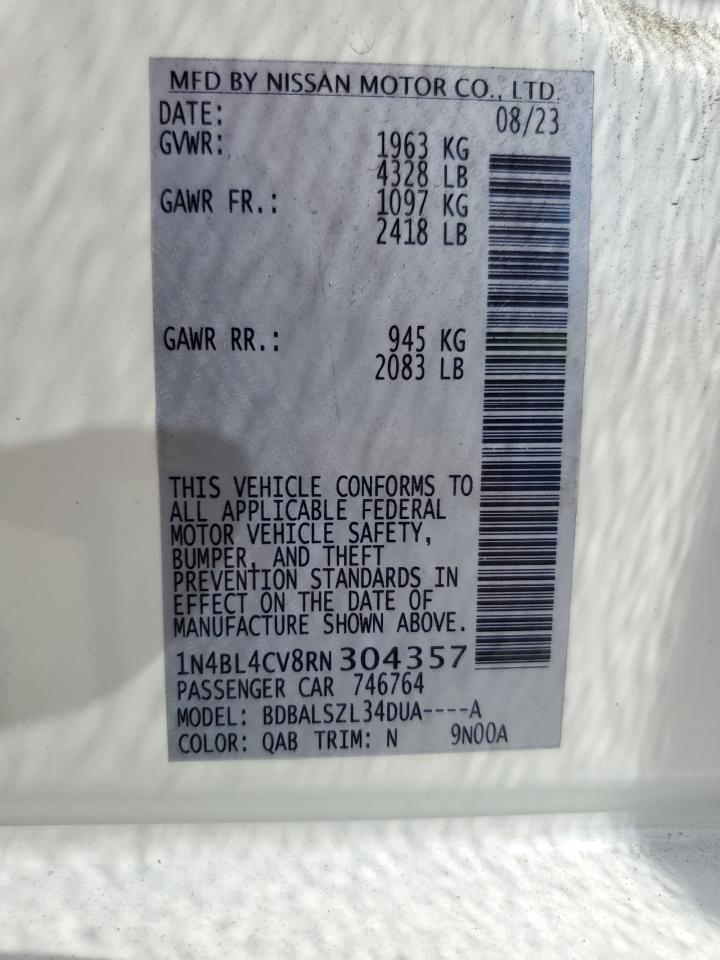 MFD BY NISSAN MOTOR CO., LTD.
DATE: 08/23
GVWR: 1963 KG
4328 LB
GAWR FR.: 1097 KG
2418 LB
GAWR RR.: 945 KG
2083 LB
THIS VEHICLE CONFORMS TO
ALL APPLICABLE FEDERAL
MOTOR VEHICLE SAFETY,
BUMPER, AND THEFT
PREVENTION STANDARDS IN
EFFECT ON THE DATE OF
MANUFACTURE SHOWN ABOVE.
1N4BL4CV8RN304357
PASSENGER CAR 746764
MODEL: BDBALSZL34DUA----A
COLOR: QAB TRIM: N 9N00A